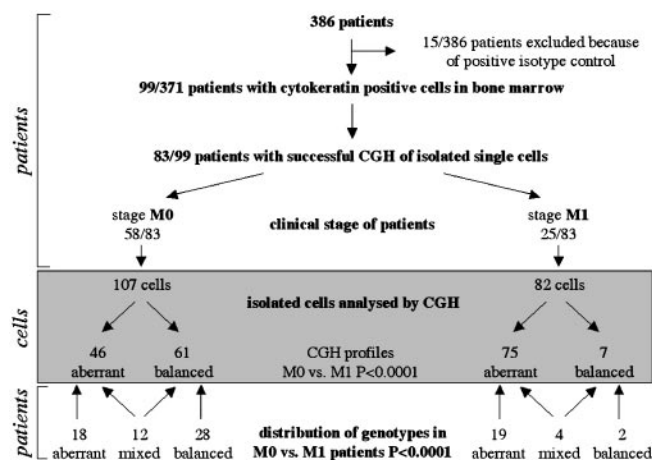 386 patients
15/386 patients excluded because
of positive isotype control
99/371 patients with cytokeratin positive cells in bone marrow
83/99 patients with successful CGH of isolated single cells
patients
stage M0
58/83
clinical stage of patients
stage M1
25/83
cells
107 cells
isolated cells analysed by CGH
82 cells
46
aberrant
61
balanced
CGH profiles
M0 vs. M1 P<0.0001
75
aberrant
7
balanced
patients
18
aberrant
12
mixed
28
balanced
distribution of genotypes in
M0 vs. M1 patients P<0.0001
19
aberrant
4
mixed
2
balanced